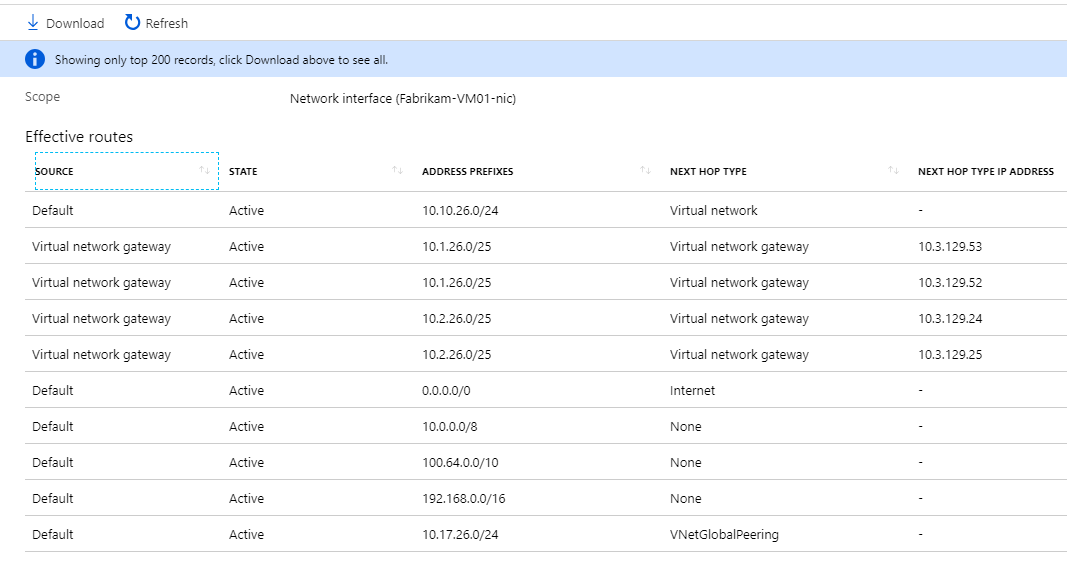 Download Refresh
Showing only top 200 records, click Download above to see all.
Scope Network interface (Fabrikam-VM01-nic)
Effective routes
SOURCE STATE ADDRESS PREFIXES NEXT HOP TYPE NEXT HOP TYPE IP ADDRESS
Default Active 10.10.26.0/24 Virtual network -
Virtual network gateway Active 10.1.26.0/25 Virtual network gateway 10.3.129.53
Virtual network gateway Active 10.1.26.0/25 Virtual network gateway 10.3.129.52
Virtual network gateway Active 10.2.26.0/25 Virtual network gateway 10.3.129.24
Virtual network gateway Active 10.2.26.0/25 Virtual network gateway 10.3.129.25
Default Active 0.0.0.0/0 Internet -
Default Active 10.0.0.0/8 None -
Default Active 100.64.0.0/10 None -
Default Active 192.168.0.0/16 None -
Default Active 10.17.26.0/24 VNetGlobalPeering -